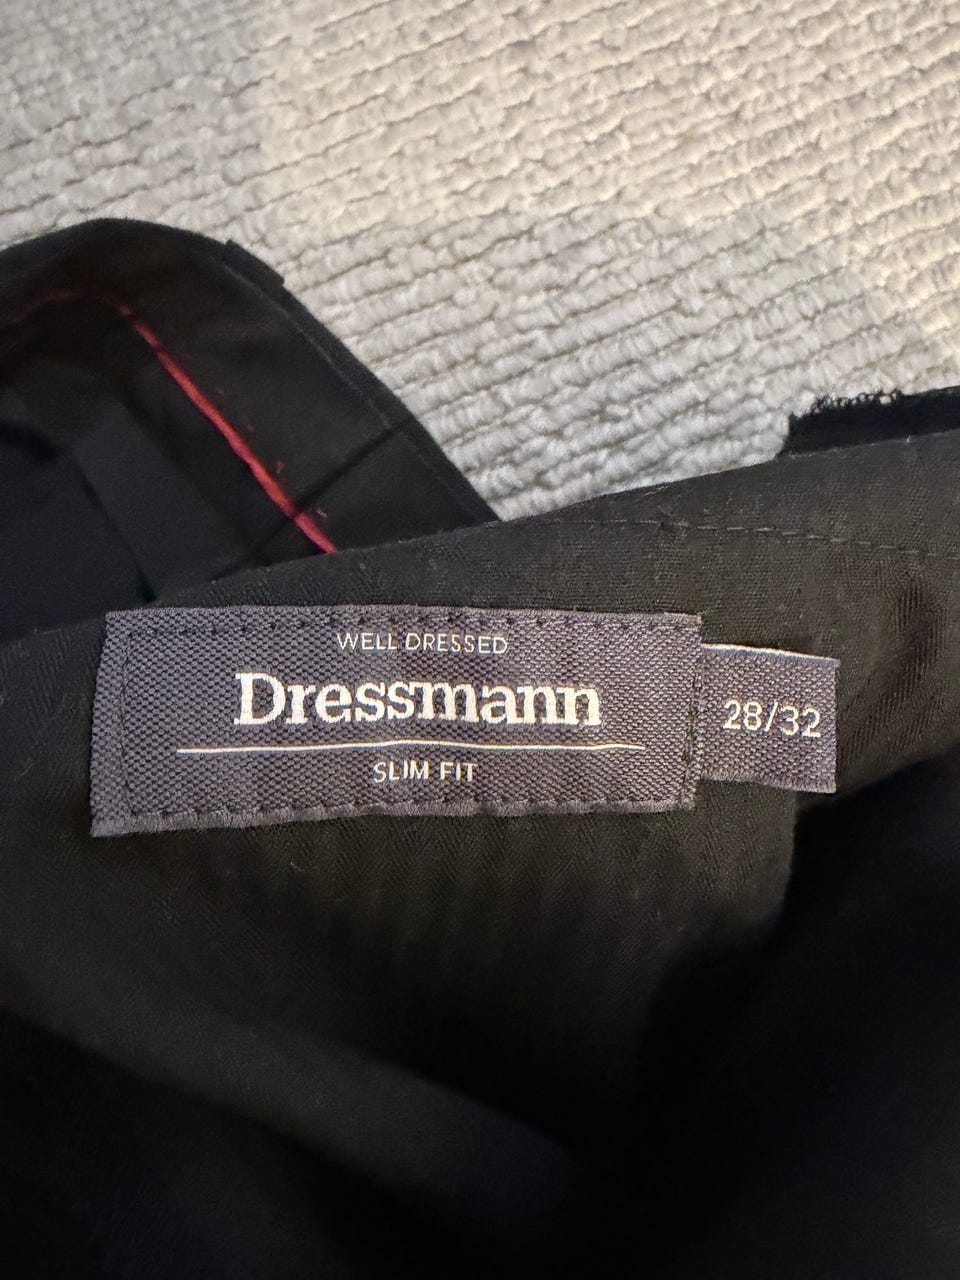 WELL DRESSED
Dressmann
SLIM FIT
28/32